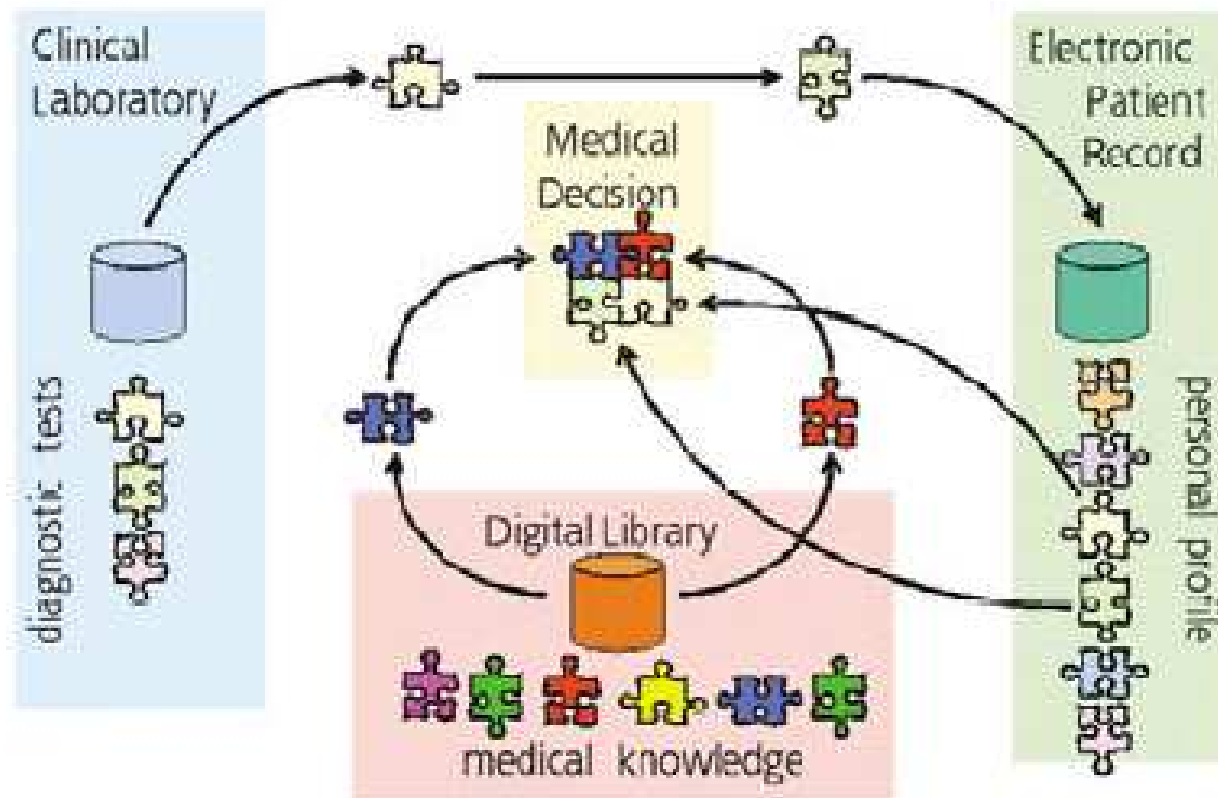 Clinical
Laboratory
diagnostic tests
Medical
Decision
Electronic
Patient
Record
personal profile
Digital Library
medical knowledge